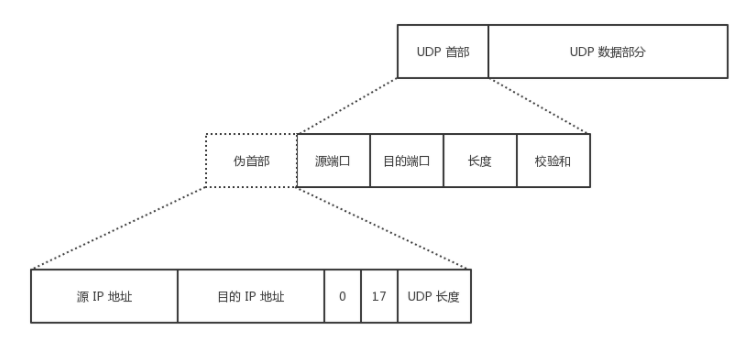 UDP 首部
UDP 数据部分
伪首部
源端口
目的端口
长度
校验和
源 IP 地址
目的 IP 地址
0
17
UDP 长度